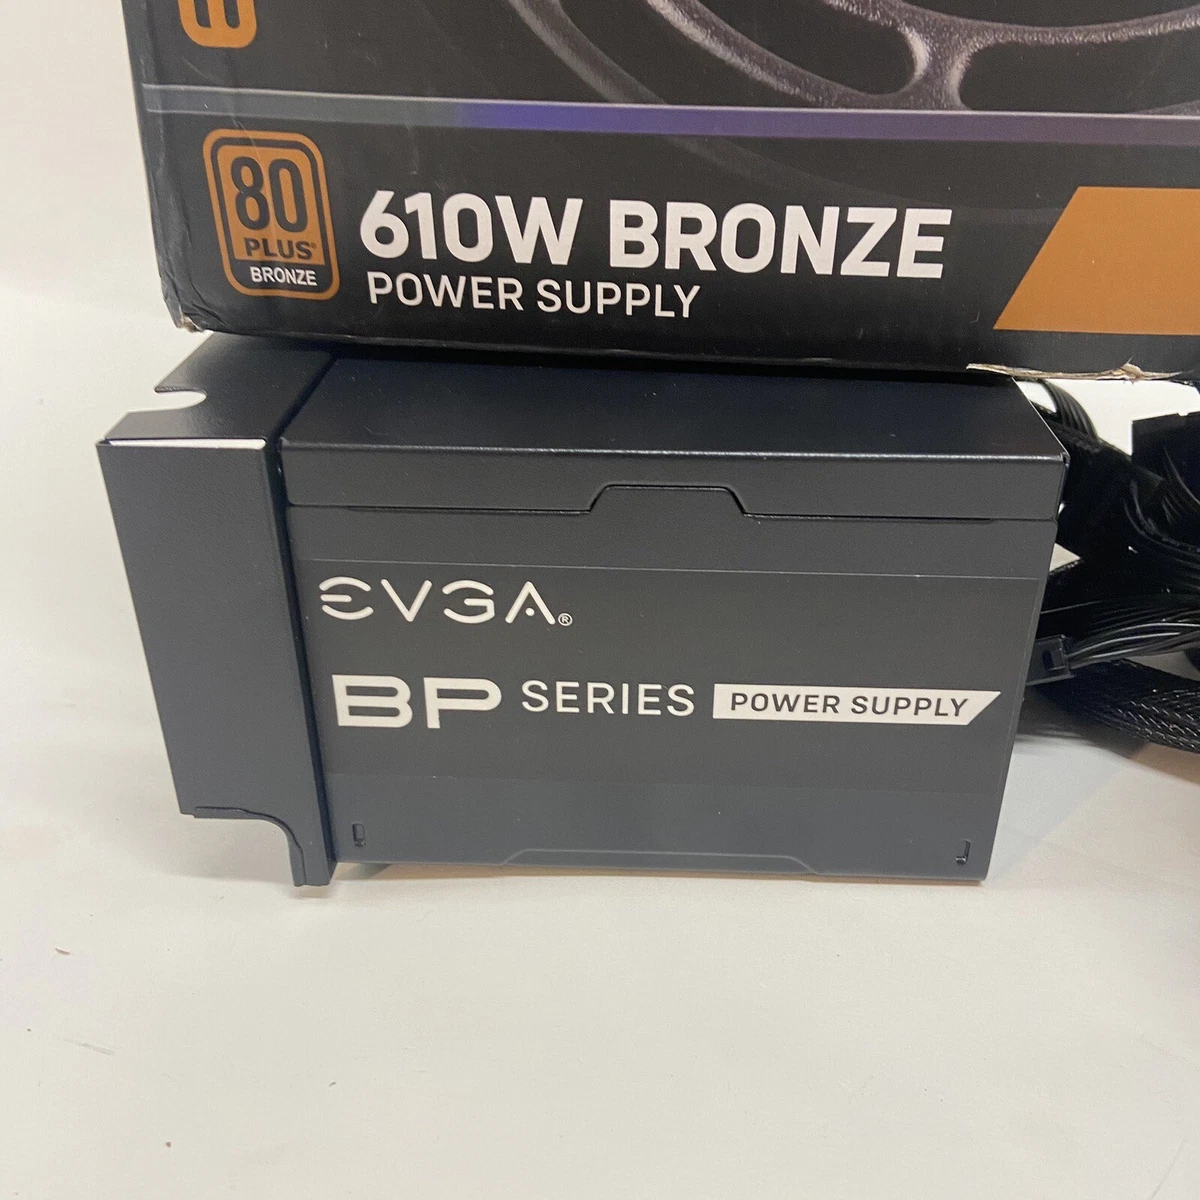 80
PLUS®
BRONZE
610W BRONZE
POWER SUPPLY
EVGA®
BP SERIES POWER SUPPLY